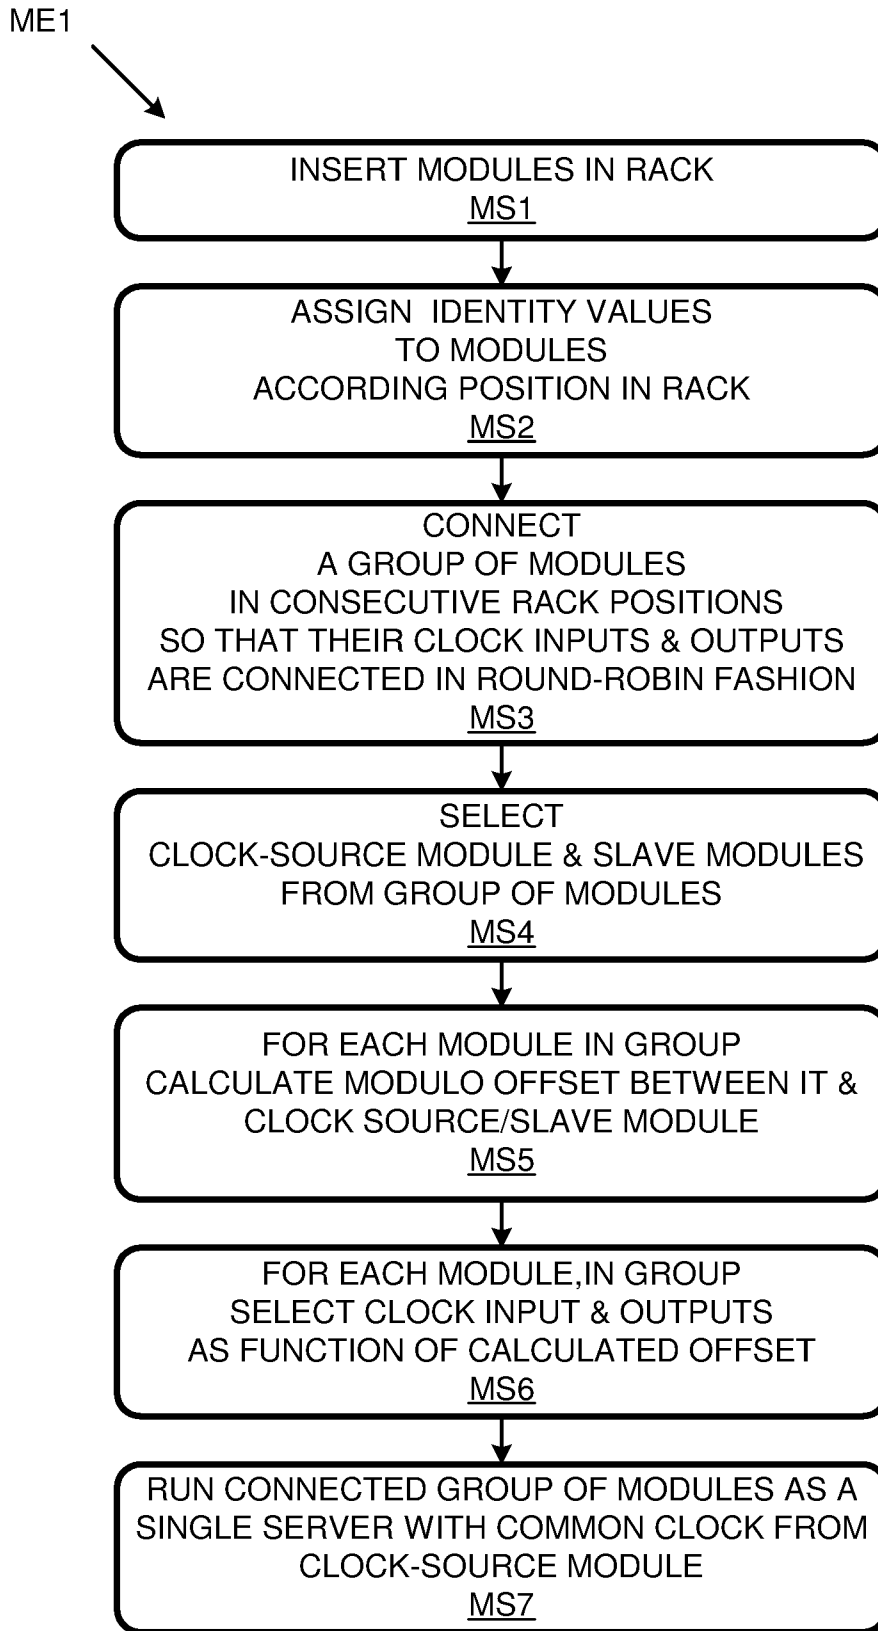 ME1
INSERT MODULES IN RACK
MS1
ASSIGN IDENTITY VALUES
TO MODULES
ACCORDING POSITION IN RACK
MS2
CONNECT
A GROUP OF MODULES
IN CONSECUTIVE RACK POSITIONS
SO THAT THEIR CLOCK INPUTS & OUTPUTS
ARE CONNECTED IN ROUND-ROBIN FASHION
MS3
SELECT
CLOCK-SOURCE MODULE & SLAVE MODULES
FROM GROUP OF MODULES
MS4
FOR EACH MODULE IN GROUP
CALCULATE MODULO OFFSET BETWEEN IT &
CLOCK SOURCE/SLAVE MODULE
MS5
FOR EACH MODULE,IN GROUP
SELECT CLOCK INPUT & OUTPUTS
AS FUNCTION OF CALCULATED OFFSET
MS6
RUN CONNECTED GROUP OF MODULES AS A
SINGLE SERVER WITH COMMON CLOCK FROM
CLOCK-SOURCE MODULE
MS7